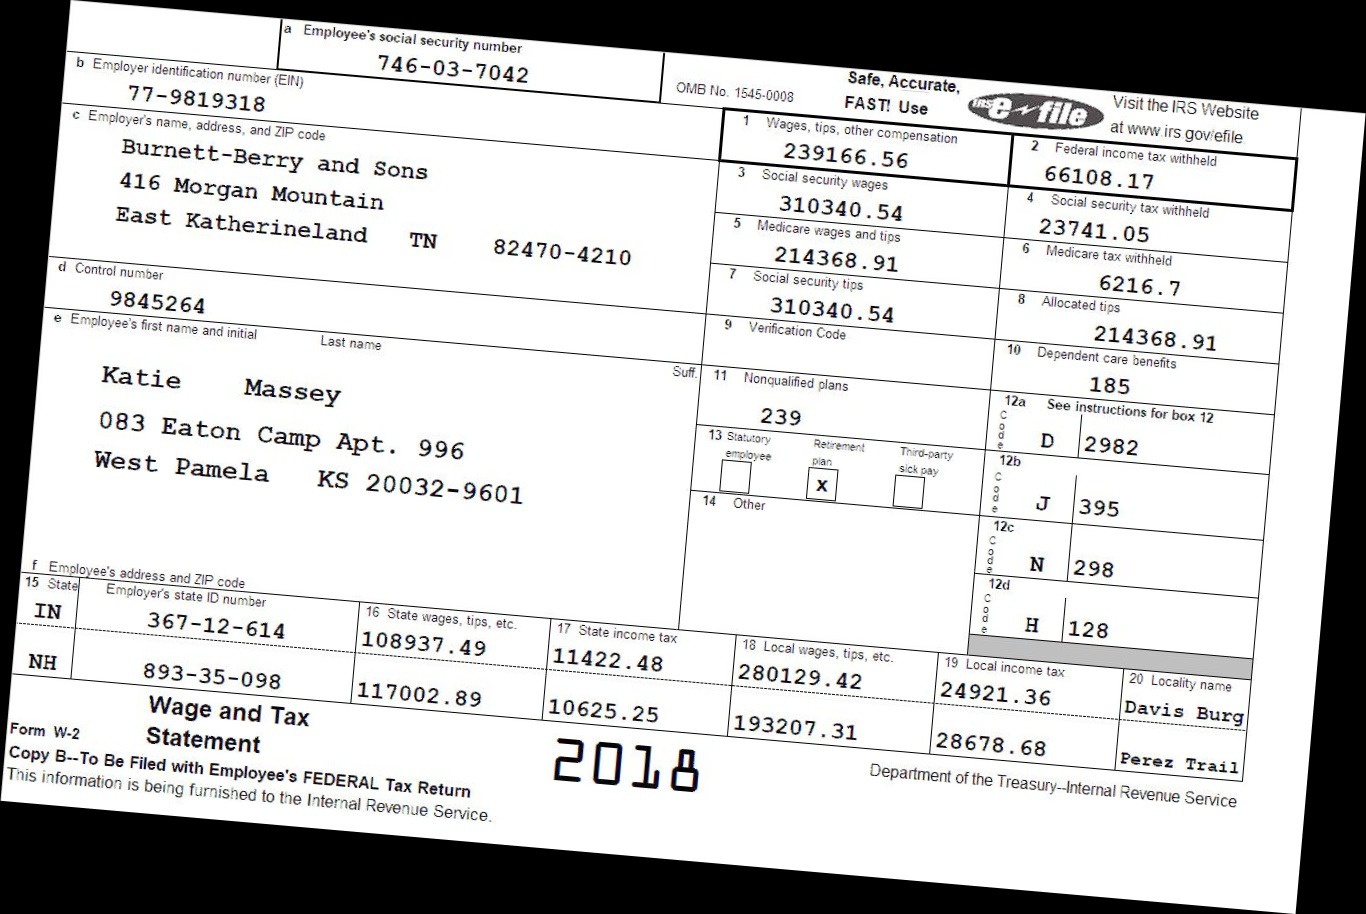 a Employee's social security number
746-03-7042
OMB No. 1545-0008
Safe, Accurate,
FAST! Use
IRS e-file
Visit the IRS Website
at www.irs.gov/efile
b Employer identification number (EIN)
77-9819318
1 Wages, tips, other compensation
239166.56
2 Federal income tax withheld
66108.17
c Employer's name, address, and ZIP code
Burnett-Berry and Sons
416 Morgan Mountain
East Katherineland TN 82470-4210
3 Social security wages
310340.54
4 Social security tax withheld
23741.05
5 Medicare wages and tips
214368.91
6 Medicare tax withheld
6216.7
7 Social security tips
310340.54
8 Allocated tips
214368.91
d Control number
9845264
9 Verification Code
10 Dependent care benefits
185
e Employee's first name and initial Last name Suff.
Katie Massey
083 Eaton Camp Apt. 996
West Pamela KS 20032-9601
11 Nonqualified plans
239
12a See instructions for box 12
Code D 2982
13 Statutory employee Retirement plan Third-party sick pay
x
12b
Code J 395
14 Other
12c
Code N 298
12d
Code H 128
f Employee's address and ZIP code
15 State Employer's state ID number
IN 367-12-614
NH 893-35-098
16 State wages, tips, etc.
108937.49
117002.89
17 State income tax
11422.48
10625.25
18 Local wages, tips, etc.
280129.42
193207.31
19 Local income tax
24921.36
28678.68
20 Locality name
Davis Burg
Perez Trail
Form W-2
Wage and Tax
Statement
2018
Copy B--To Be Filed with Employee's FEDERAL Tax Return
This information is being furnished to the Internal Revenue Service.
Department of the Treasury--Internal Revenue Service